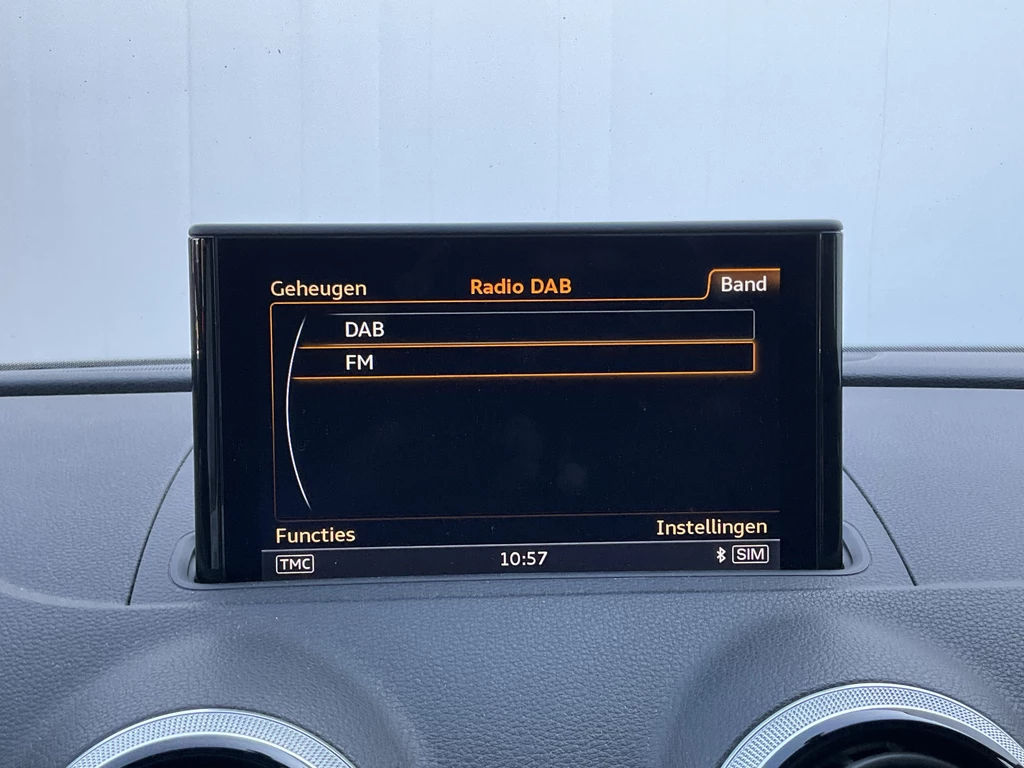 Geheugen Radio DAB Band
DAB
FM
Functies Instellingen
TMC 10:57 SIM